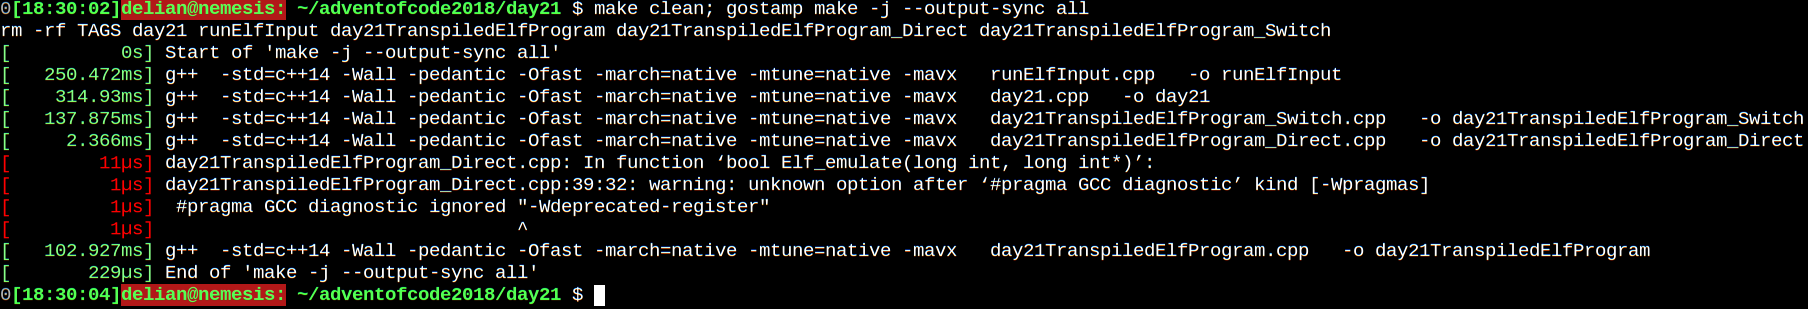 0[18:30:02]delian@nemesis: ~/adventofcode2018/day21 $ make clean; gostamp make -j --output-sync all
rm -rf TAGS day21 runElfInput day21TranspiledElfProgram day21TranspiledElfProgram_Direct day21TranspiledElfProgram_Switch
[          0s] Start of 'make -j --output-sync all'
[   250.472ms] g++  -std=c++14 -Wall -pedantic -Ofast -march=native -mtune=native -mavx   runElfInput.cpp   -o runElfInput
[    314.93ms] g++  -std=c++14 -Wall -pedantic -Ofast -march=native -mtune=native -mavx   day21.cpp   -o day21
[   137.875ms] g++  -std=c++14 -Wall -pedantic -Ofast -march=native -mtune=native -mavx   day21TranspiledElfProgram_Switch.cpp   -o day21TranspiledElfProgram_Switch
[     2.366ms] g++  -std=c++14 -Wall -pedantic -Ofast -march=native -mtune=native -mavx   day21TranspiledElfProgram_Direct.cpp   -o day21TranspiledElfProgram_Direct
[        11µs] day21TranspiledElfProgram_Direct.cpp: In function ‘bool Elf_emulate(long int, long int*)’:
[         1µs] day21TranspiledElfProgram_Direct.cpp:39:32: warning: unknown option after ‘#pragma GCC diagnostic’ kind [-Wpragmas]
[         1µs]  #pragma GCC diagnostic ignored "-Wdeprecated-register"
[         1µs]                                 ^
[   102.927ms] g++  -std=c++14 -Wall -pedantic -Ofast -march=native -mtune=native -mavx   day21TranspiledElfProgram.cpp   -o day21TranspiledElfProgram
[       229µs] End of 'make -j --output-sync all'
0[18:30:04]delian@nemesis: ~/adventofcode2018/day21 $